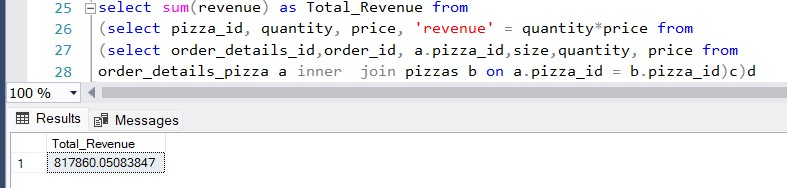 25 select sum(revenue) as Total_Revenue from
26 (select pizza_id, quantity, price, 'revenue' = quantity*price from
27 (select order_details_id,order_id, a.pizza_id,size,quantity, price from
28 order_details_pizza a inner  join pizzas b on a.pizza_id = b.pizza_id)c)d
100 %
Results Messages
Total_Revenue
1 817860.05083847